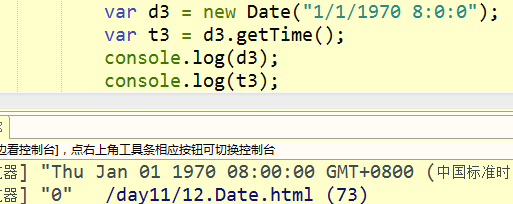 var d3 = new Date("1/1/1970 8:0:0");
var t3 = d3.getTime();
console.log(d3);
console.log(t3);
边看控制台]，点右上角工具条相应按钮可切换控制台
览器] "Thu Jan 01 1970 08:00:00 GMT+0800 (中国标准时
览器] "0" /day11/12.Date.html (73)